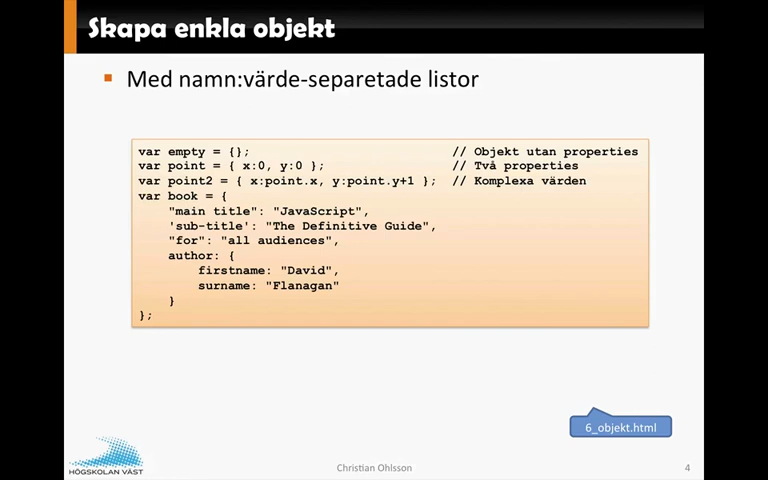 Skapa enkla objekt
Med namn:värde-separetade listor
var empty = {}; // Objekt utan properties
var point = { x:0, y:0 }; // Två properties
var point2 = { x:point.x, y:point.y+1 }; // Komplexa värden
var book = {
"main title": "JavaScript",
'sub-title': "The Definitive Guide",
"for": "all audiences",
author: {
firstname: "David",
surname: "Flanagan"
}
};
6_objekt.html
HÖGSKOLAN VÄST
Christian Ohlsson
4